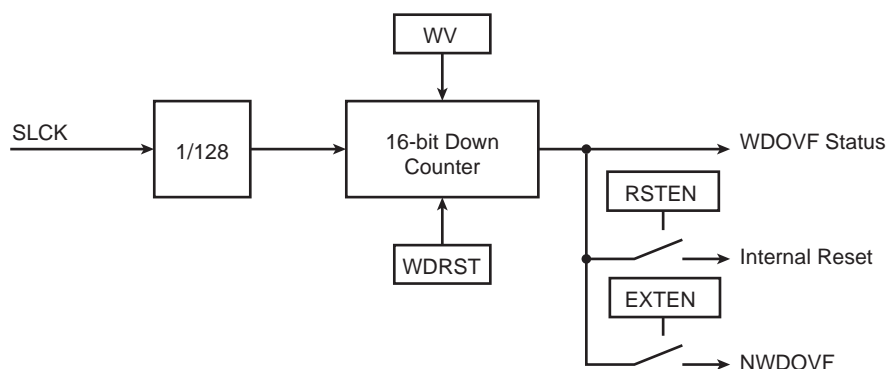 WV
SLCK
1/128
16-bit Down
Counter
WDOVF Status
RSTEN
WDRST
Internal Reset
EXTEN
NWDOVF